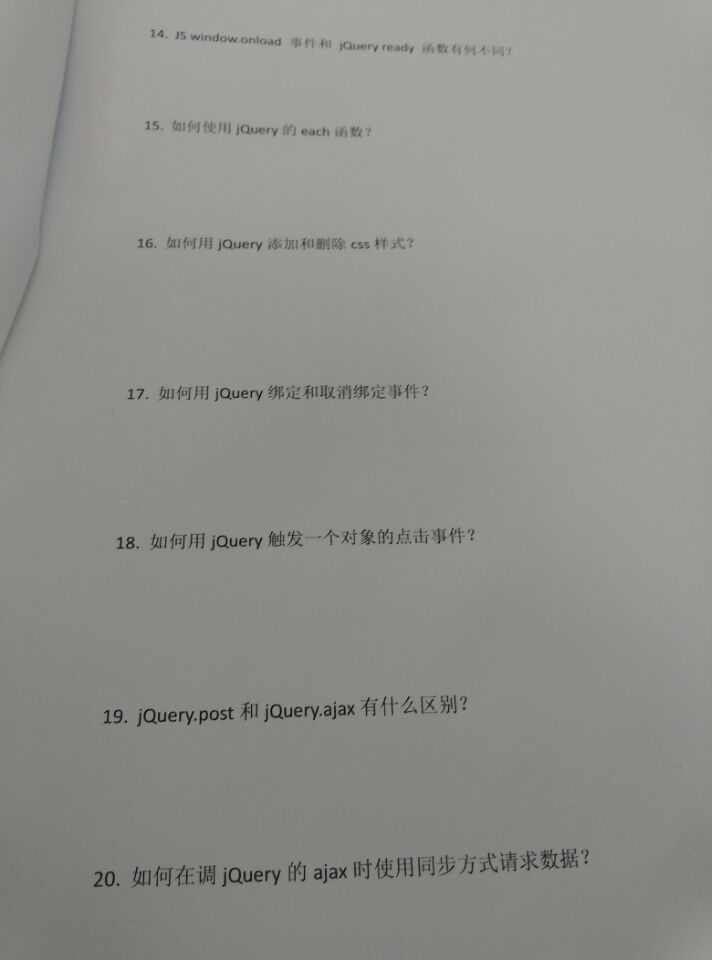 14. JS window.onload 事件和 jQuery ready 函数有何不同?
15. 如何使用 jQuery 的 each 函数?
16. 如何用 jQuery 添加和删除 css 样式?
17. 如何用 jQuery 绑定和取消绑定事件?
18. 如何用 jQuery 触发一个对象的点击事件?
19. jQuery.post 和 jQuery.ajax 有什么区别?
20. 如何在调 jQuery 的 ajax 时使用同步方式请求数据?